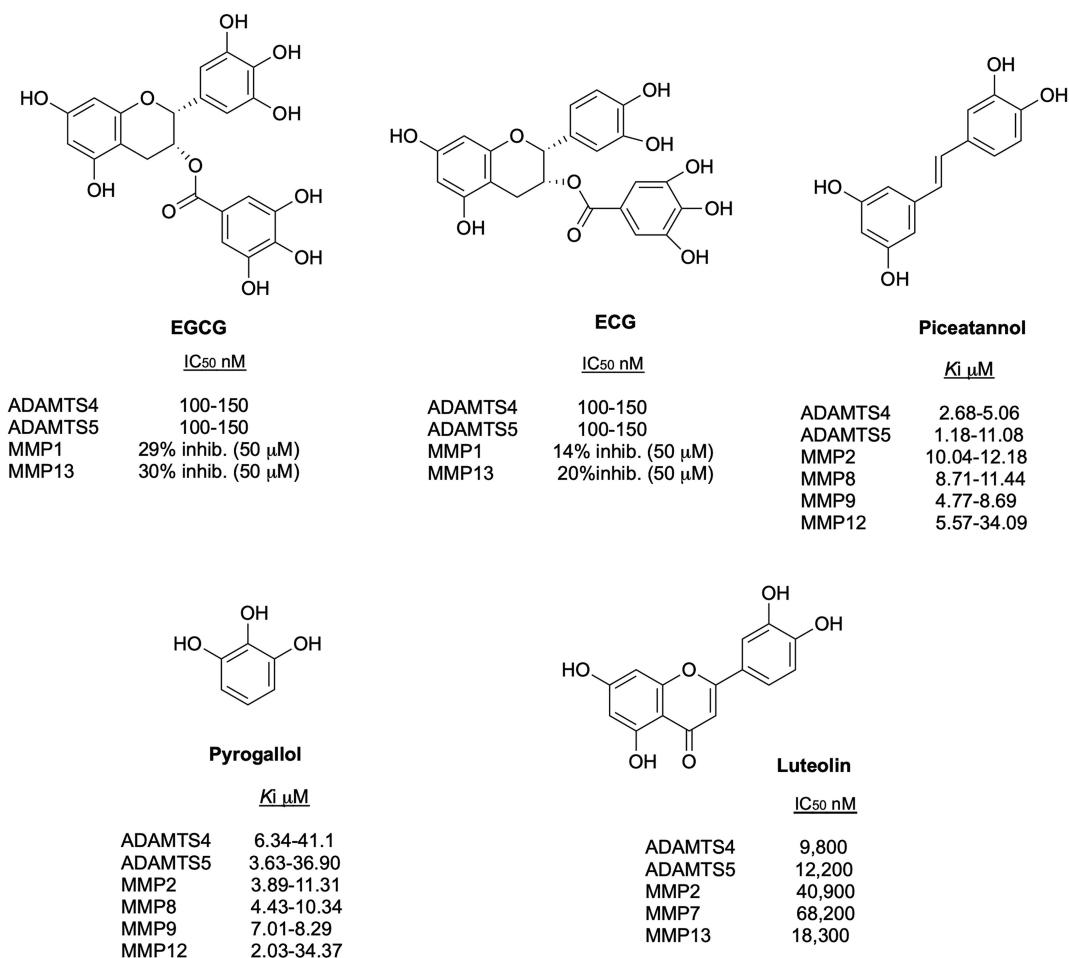 OH
OH
OH
HO
O
O
O
OH
OH
OH
OH
EGCG
IC50 nM
ADAMTS4 100-150
ADAMTS5 100-150
MMP1 29% inhib. (50 μM)
MMP13 30% inhib. (50 μM)
OH
OH
HO
O
O
O
OH
OH
OH
OH
ECG
IC50 nM
ADAMTS4 100-150
ADAMTS5 100-150
MMP1 14% inhib. (50 μM)
MMP13 20%inhib. (50 μM)
OH
OH
HO
OH
Piceatannol
Ki μM
ADAMTS4 2.68-5.06
ADAMTS5 1.18-11.08
MMP2 10.04-12.18
MMP8 8.71-11.44
MMP9 4.77-8.69
MMP12 5.57-34.09
OH
HO
OH
Pyrogallol
Ki μM
ADAMTS4 6.34-41.1
ADAMTS5 3.63-36.90
MMP2 3.89-11.31
MMP8 4.43-10.34
MMP9 7.01-8.29
MMP12 2.03-34.37
OH
OH
HO
O
OH
O
Luteolin
IC50 nM
ADAMTS4 9,800
ADAMTS5 12,200
MMP2 40,900
MMP7 68,200
MMP13 18,300